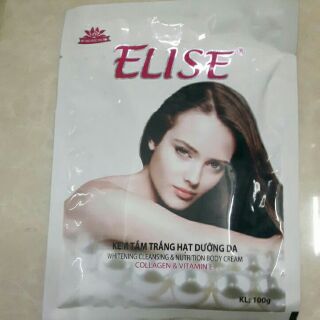 ELISE
KEM TẮM TRẮNG HẠT DƯỠNG DA
WHITENING CLEANSING & NUTRITION BODY CREAM
COLLAGEN & VITAMIN E
KL: 100g